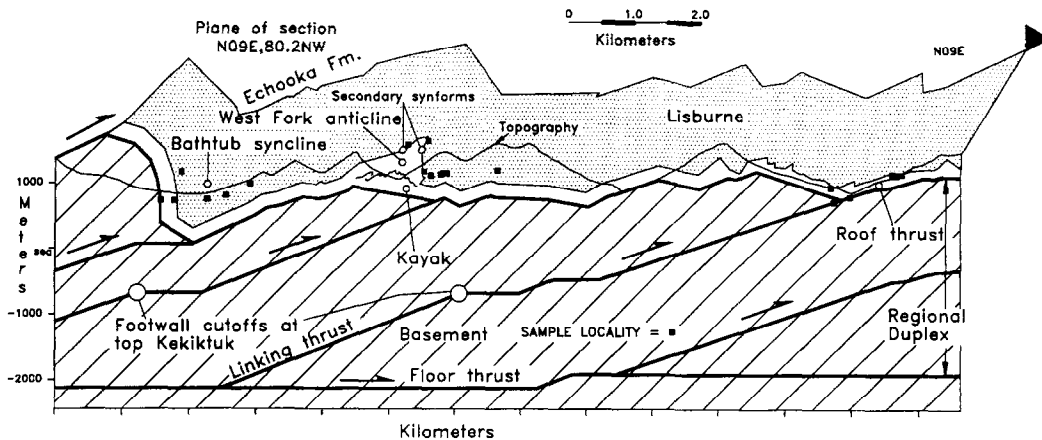 0 1.0 2.0
Kilometers
Plane of section
N09E,80.2NW
N09E
Echooka Fm.
Secondary synforms
West Fork anticline
Topography
Lisburne
Bathtub syncline
1000
Meters
sea
-1000
-2000
Kayak
Roof thrust
Footwall cutoffs at
top Kekiktuk
Linking thrust
Basement
SAMPLE LOCALITY = ■
Regional
Duplex
Floor thrust
Kilometers